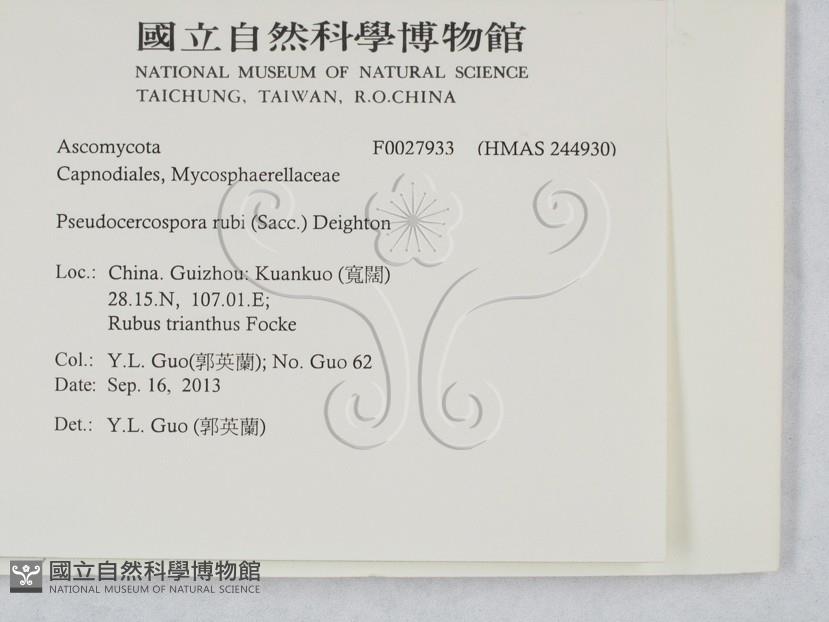 國立自然科學博物館
NATIONAL MUSEUM OF NATURAL SCIENCE
TAICHUNG, TAIWAN, R.O.CHINA
Ascomycota F0027933 (HMAS 244930)
Capnodiales, Mycosphaerellaceae
Pseudocercospora rubi (Sacc.) Deighton
Loc.: China. Guizhou: Kuankuo (寬闊)
28.15.N, 107.01.E;
Rubus trianthus Focke
Col.: Y.L. Guo(郭英蘭); No. Guo 62
Date: Sep. 16, 2013
Det.: Y.L. Guo (郭英蘭)
國立自然科學博物館
NATIONAL MUSEUM OF NATURAL SCIENCE